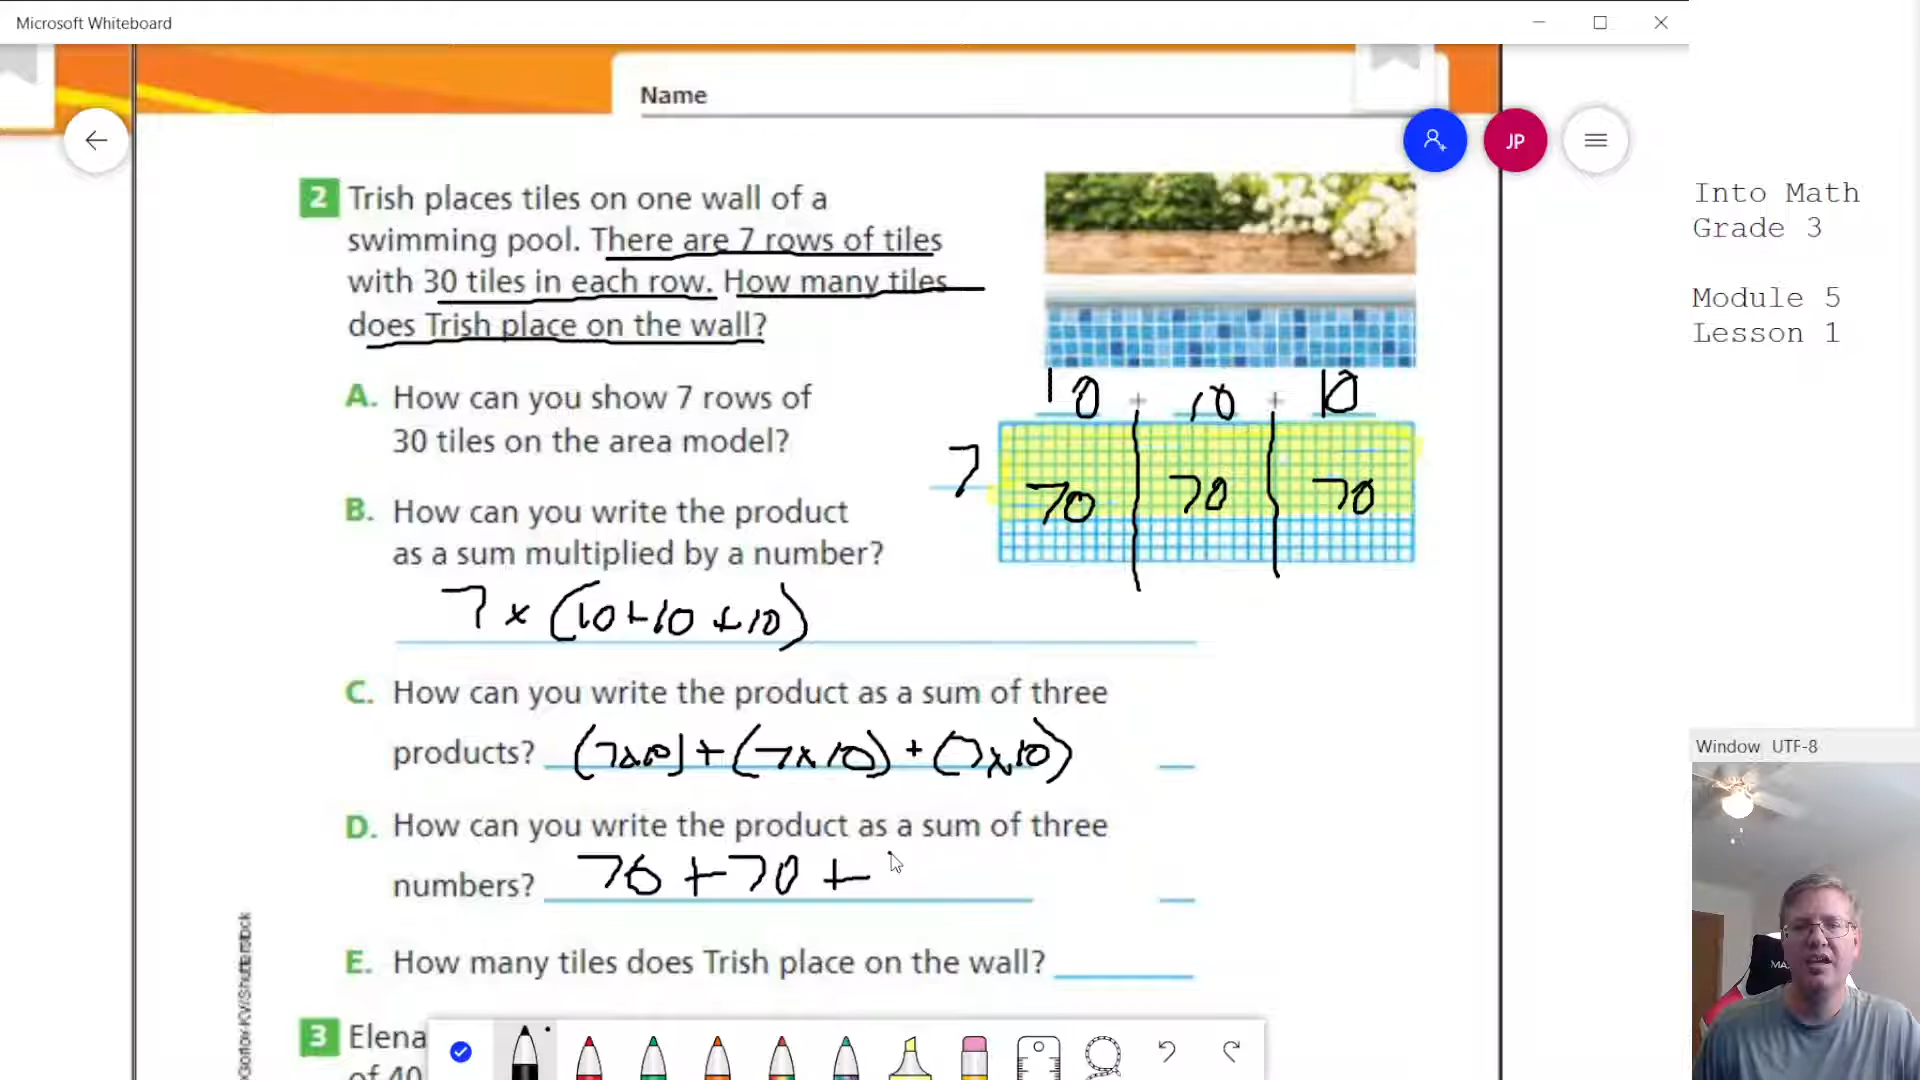 Microsoft Whiteboard
Name
JP
2 Trish places tiles on one wall of a
swimming pool. There are 7 rows of tiles
with 30 tiles in each row. How many tiles
does Trish place on the wall?
A. How can you show 7 rows of
30 tiles on the area model?
10 + 10 + 10
7
70 70 70
B. How can you write the product
as a sum multiplied by a number?
7 x (10+10+10)
C. How can you write the product as a sum of three
products? (7x10)+(7x10)+(7x10)
D. How can you write the product as a sum of three
numbers? 70+70+
E. How many tiles does Trish place on the wall?
3 Elena
of 40
Into Math
Grade 3
Module 5
Lesson 1
Window UTF-8